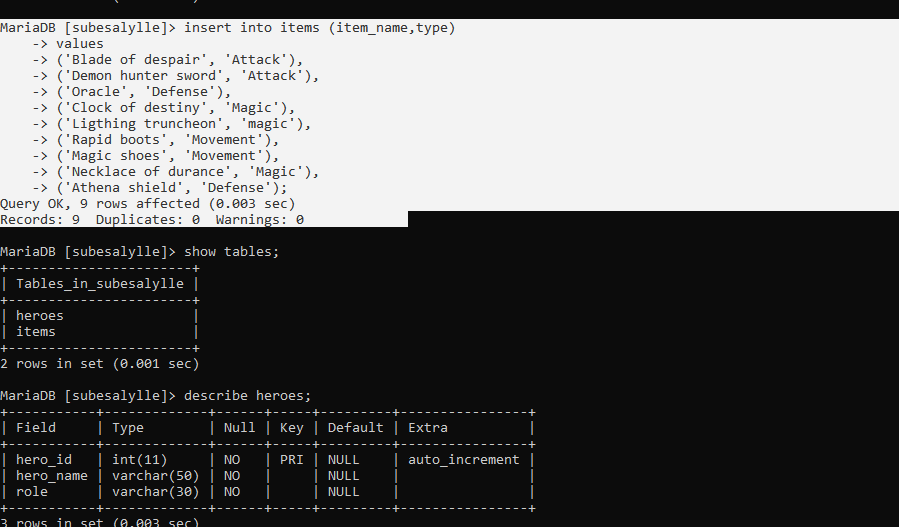 MariaDB [subesalylle]> insert into items (item_name,type)
    -> values
    -> ('Blade of despair', 'Attack'),
    -> ('Demon hunter sword', 'Attack'),
    -> ('Oracle', 'Defense'),
    -> ('Clock of destiny', 'Magic'),
    -> ('Ligthing truncheon', 'magic'),
    -> ('Rapid boots', 'Movement'),
    -> ('Magic shoes', 'Movement'),
    -> ('Necklace of durance', 'Magic'),
    -> ('Athena shield', 'Defense');
Query OK, 9 rows affected (0.003 sec)
Records: 9  Duplicates: 0  Warnings: 0
MariaDB [subesalylle]> show tables;
+-----------------------+
| Tables_in_subesalylle |
+-----------------------+
| heroes                |
| items                 |
+-----------------------+
2 rows in set (0.001 sec)
MariaDB [subesalylle]> describe heroes;
+-----------+-------------+------+-----+---------+----------------+
| Field     | Type        | Null | Key | Default | Extra          |
+-----------+-------------+------+-----+---------+----------------+
| hero_id   | int(11)     | NO   | PRI | NULL    | auto_increment |
| hero_name | varchar(50) | NO   |     | NULL    |                |
| role      | varchar(30) | NO   |     | NULL    |                |
+-----------+-------------+------+-----+---------+----------------+
3 rows in set (0.003 sec)